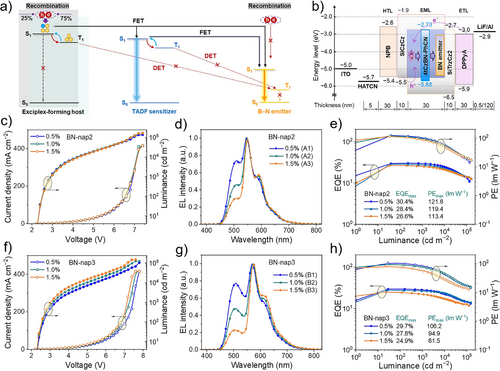 a)
Recombination
25%
75%
h
e
FET
FET
S₁
T₁
S₁
T₁
DET
DET
S₁
T₁
S₀
S₀
S₀
Exciplex-forming host
TADF sensitizer
B–N emitter
Recombination
b)
HTL
EML
ETL
Energy level (eV)
-2
-3
-4
-5
-6
ITO
-5.0
HATCN
-5.7
NPB
-2.6
-5.4
SiCzCz
-1.9
-5.6
4tCzBN-PhCN
-2.73
-5.68
e⁻
h⁺
BN emitter
SiTrzCz2
DPPyA
-3.0
-5.9
LiF/Al
-2.9
Thickness (nm)
5
30
5
30
5
30
0.5/120
c)
BN-nap2
0.5%
1.0%
1.5%
Current density (mA cm⁻²)
Luminance (cd m⁻²)
Voltage (V)
d)
BN-nap2
0.5% (A1)
1.0% (A2)
1.5% (A3)
EL Intensity (a.u.)
Wavelength (nm)
e)
BN-nap2 EQEmax PEmax (lm W⁻¹)
0.5% 30.4% 121.8
1.0% 28.4% 119.4
1.5% 26.6% 113.4
EQE (%)
PE (lm W⁻¹)
Luminance (cd m⁻²)
f)
BN-nap3
0.5%
1.0%
1.5%
Current density (mA cm⁻²)
Luminance (cd m⁻²)
Voltage (V)
g)
BN-nap3
0.5% (B1)
1.0% (B2)
1.5% (B3)
EL Intensity (a.u.)
Wavelength (nm)
h)
BN-nap3 EQEmax PEmax (lm W⁻¹)
0.5% 29.7% 106.2
1.0% 27.8% 94.9
1.5% 24.9% 61.5
EQE (%)
PE (lm W⁻¹)
Luminance (cd m⁻²)